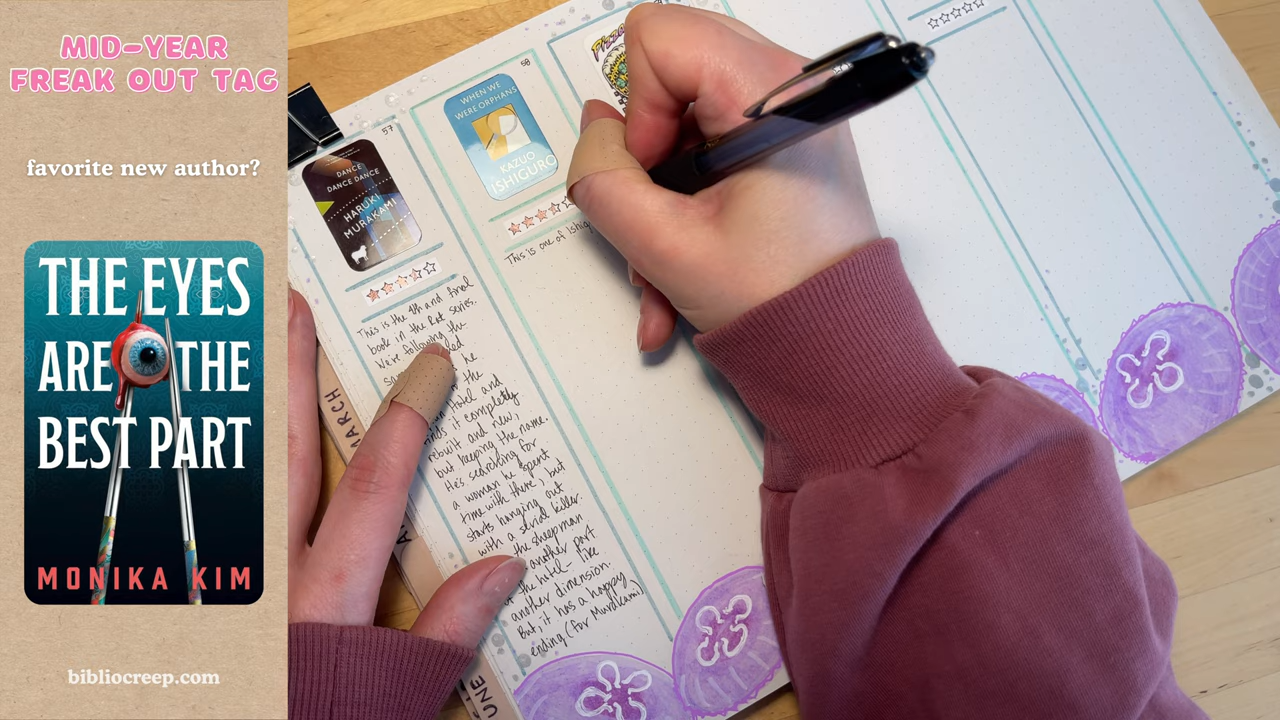 MID-YEAR
FREAK OUT TAG
favorite new author?
THE EYES
ARE THE
BEST PART
MONIKA KIM
bibliocreep.com
57
DANCE
DANCE DANCE
HARUKI
MURAKAMI
This is the 4th and final
book in the Rat series.
We're following the
he
the
Hotel and
finds it completely
rebuilt and new,
but keeping the name.
He's searching for
a woman he spent
time with there, but
starts hanging out
with a serial killer.
the sheepman
another part
of the hotel - like
another dimension.
But, it has a happy
ending (for Murakami)
58
WHEN WE
WERE ORPHANS
KAZUO
ISHIGURO
This is one of Ishig
Pizza
MARCH
UNE